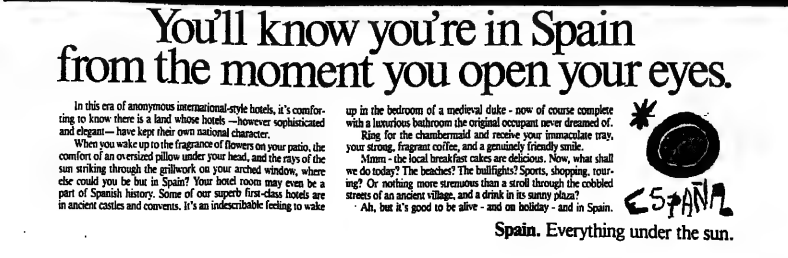 You'll know you're in Spain
from the moment you open your eyes.
In this era of anonymous international-style hotels, it's comfor-
ting to know there is a land whose hotels —however sophisticated
and elegant— have kept their own national character.
When you wake up to the fragrance of flowers on your patio, the
comfort of an oversized pillow under your head, and the rays of the
sun striking through the grillwork on your arched window, where
else could you be but in Spain? Your hotel room may even be a
part of Spanish history. Some of our superb first-class hotels are
in ancient castles and convents. It's an indescribable feeling to wake
up in the bedroom of a medieval duke - now of course complete
with a luxurious bathroom the original occupant never dreamed of.
Ring for the chambermaid and receive your immaculate tray,
your strong, fragrant coffee, and a genuinely friendly smile.
Mmm - the local breakfast cakes are delicious. Now, what shall
we do today? The beaches? The bullfights? Sports, shopping, tour-
ing? Or nothing more strenuous than a stroll through the cobbled
streets of an ancient village, and a drink in its sunny plaza?
Ah, but it's good to be alive - and on holiday - and in Spain.
ESPAÑA
Spain. Everything under the sun.